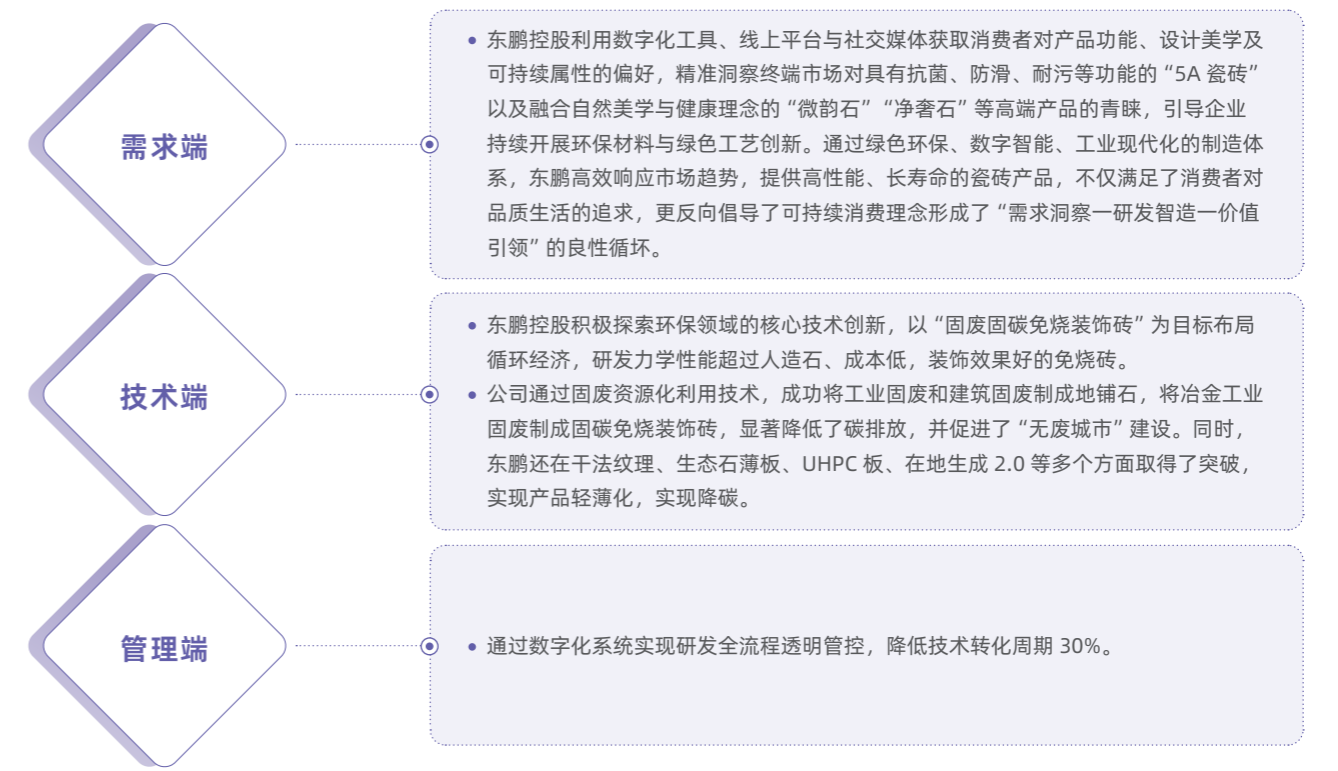 需求端
• 东鹏控股利用数字化工具、线上平台与社交媒体获取消费者对产品功能、设计美学及
可持续属性的偏好，精准洞察终端市场对具有抗菌、防滑、耐污等功能的“5A 瓷砖”
以及融合自然美学与健康理念的“微韵石”“净奢石”等高端产品的青睐，引导企业
持续开展环保材料与绿色工艺创新。通过绿色环保、数字智能、工业现代化的制造体
系，东鹏高效响应市场趋势，提供高性能、长寿命的瓷砖产品，不仅满足了消费者对
品质生活的追求，更反向倡导了可持续消费理念形成了“需求洞察一研发智造一价值
引领”的良性循环。
技术端
• 东鹏控股积极探索环保领域的核心技术创新，以“固废固碳免烧装饰砖”为目标布局
循环经济，研发力学性能超过人造石、成本低，装饰效果好的免烧砖。
• 公司通过固废资源化利用技术，成功将工业固废和建筑固废制成地铺石，将冶金工业
固废制成固碳免烧装饰砖，显著降低了碳排放，并促进了“无废城市”建设。同时，
东鹏还在干法纹理、生态石薄板、UHPC 板、在地生成 2.0 等多个方面取得了突破，
实现产品轻薄化，实现降碳。
管理端
• 通过数字化系统实现研发全流程透明管控，降低技术转化周期 30%。